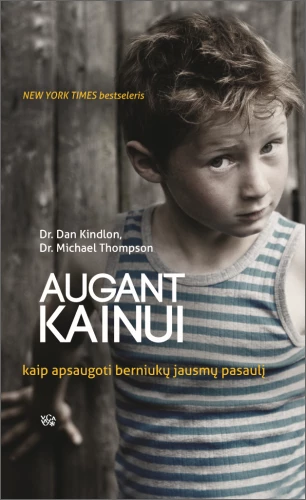 NEW YORK TIMES bestseleris
Dr. Dan Kindlon,
Dr. Michael Thompson
AUGANT
KAINUI
kaip apsaugoti berniukų jausmų pasaulį